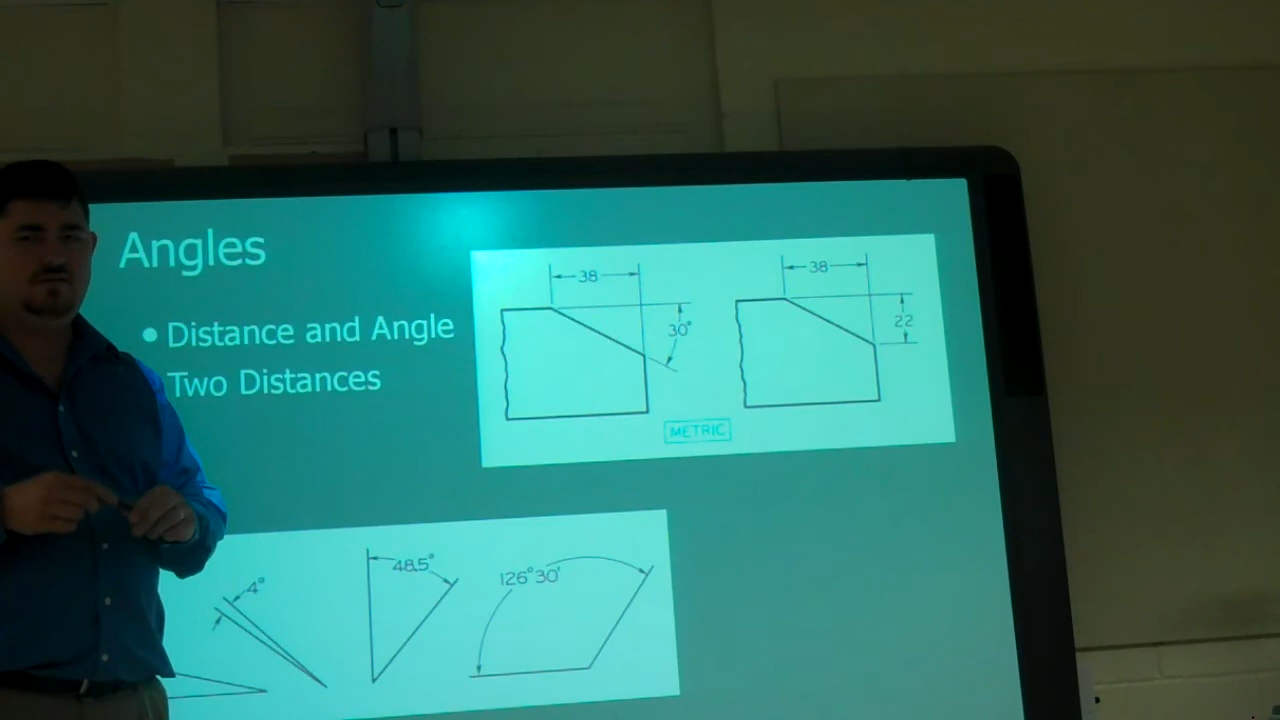 Angles
• Distance and Angle
Two Distances
38
30°
38
22
METRIC
4°
48.5°
126°30'